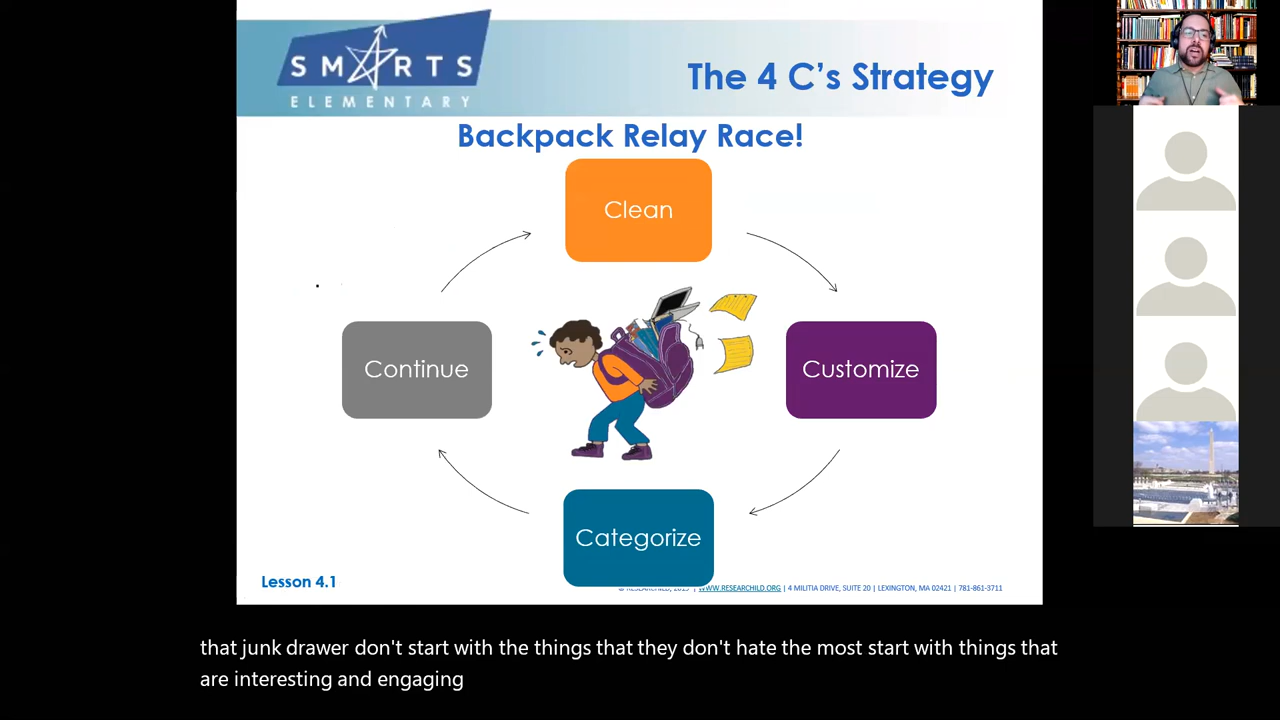 SMARTS
ELEMENTARY
The 4 C's Strategy
Backpack Relay Race!
Clean
Continue
Customize
Categorize
Lesson 4.1
WWW.RESEARCHILD.ORG | 4 MILITIA DRIVE, SUITE 20 | LEXINGTON, MA 02421 | 781-861-3711
that junk drawer don't start with the things that they don't hate the most start with things that
are interesting and engaging